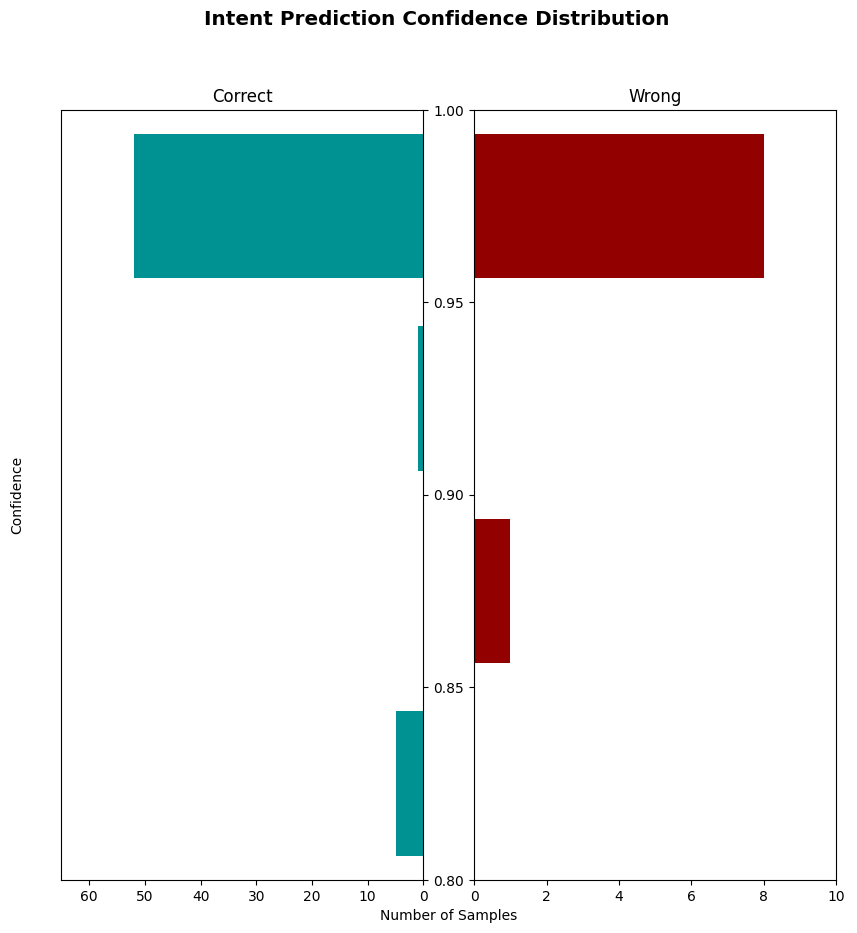 Intent Prediction Confidence Distribution
Correct
Wrong
1.00
0.95
0.90
0.85
0.80
Confidence
60 50 40 30 20 10 0
0 2 4 6 8 10
Number of Samples